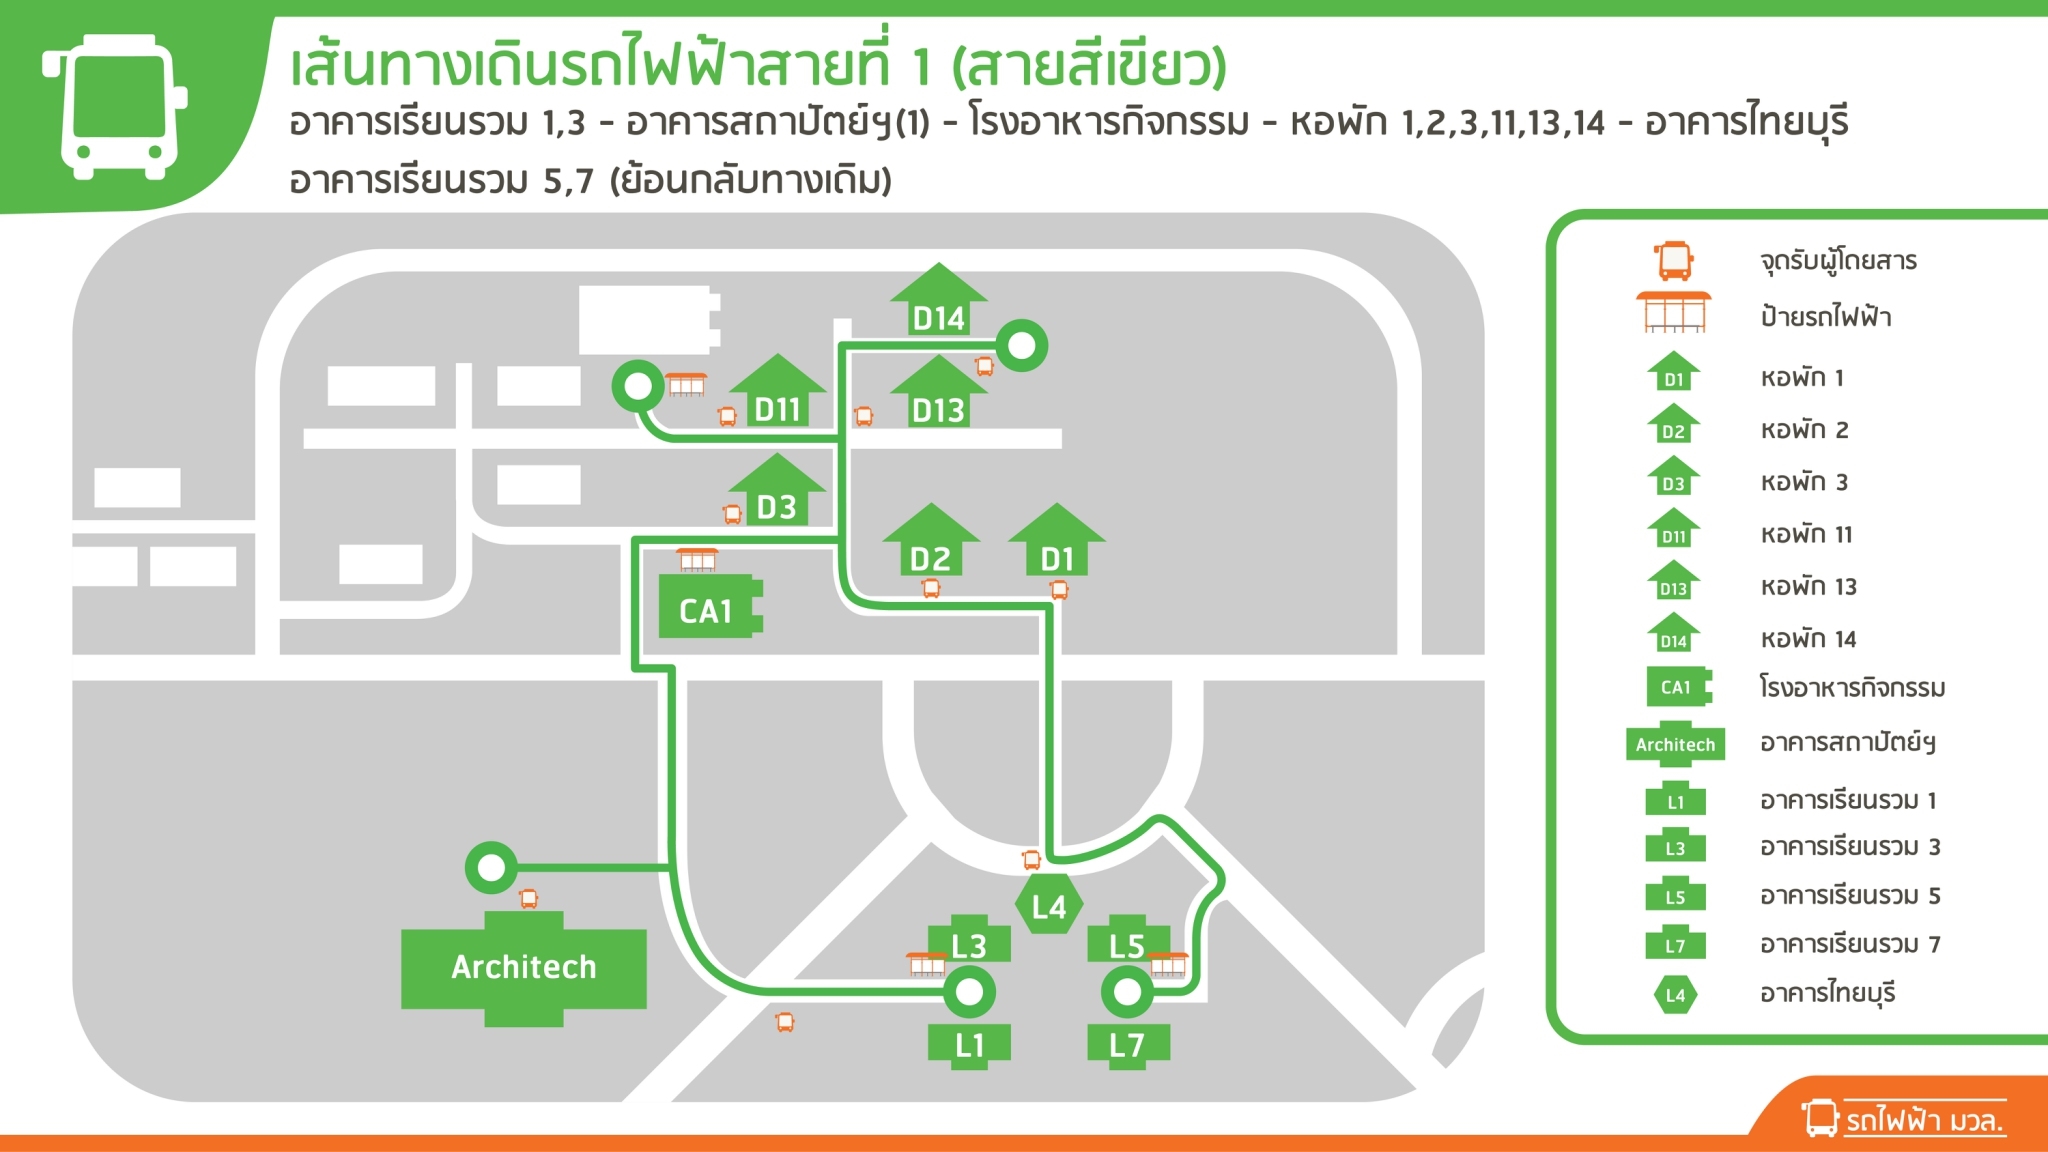 เส้นทางเดินรถไฟฟ้าสายที่ 1 (สายสีเขียว)
อาคารเรียนรวม 1,3 - อาคารสถาปัตย์ฯ(1) - โรงอาหารกิจกรรม - หอพัก 1,2,3,11,13,14 - อาคารไทยบุรี
อาคารเรียนรวม 5,7 (ย้อนกลับทางเดิม)
D14
D11
D13
D3
D2
D1
CA1
L4
L3
L5
Architech
L1
L7
จุดรับผู้โดยสาร
ป้ายรถไฟฟ้า
D1 หอพัก 1
D2 หอพัก 2
D3 หอพัก 3
D11 หอพัก 11
D13 หอพัก 13
D14 หอพัก 14
CA1 โรงอาหารกิจกรรม
Architech อาคารสถาปัตย์ฯ
L1 อาคารเรียนรวม 1
L3 อาคารเรียนรวม 3
L5 อาคารเรียนรวม 5
L7 อาคารเรียนรวม 7
L4 อาคารไทยบุรี
รถไฟฟ้า มวล.